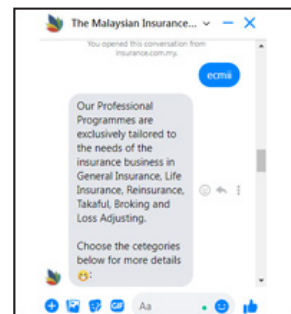 The Malaysian Insurance...
You opened this conversation from
insurance.com.my.
ecmii
Our Professional
Programmes are
exclusively tailored to
the needs of the
insurance business in
General Insurance, Life
Insurance, Reinsurance,
Takaful, Broking and
Loss Adjusting.
Choose the cetegories
below for more details
😁:
GIF
Aa